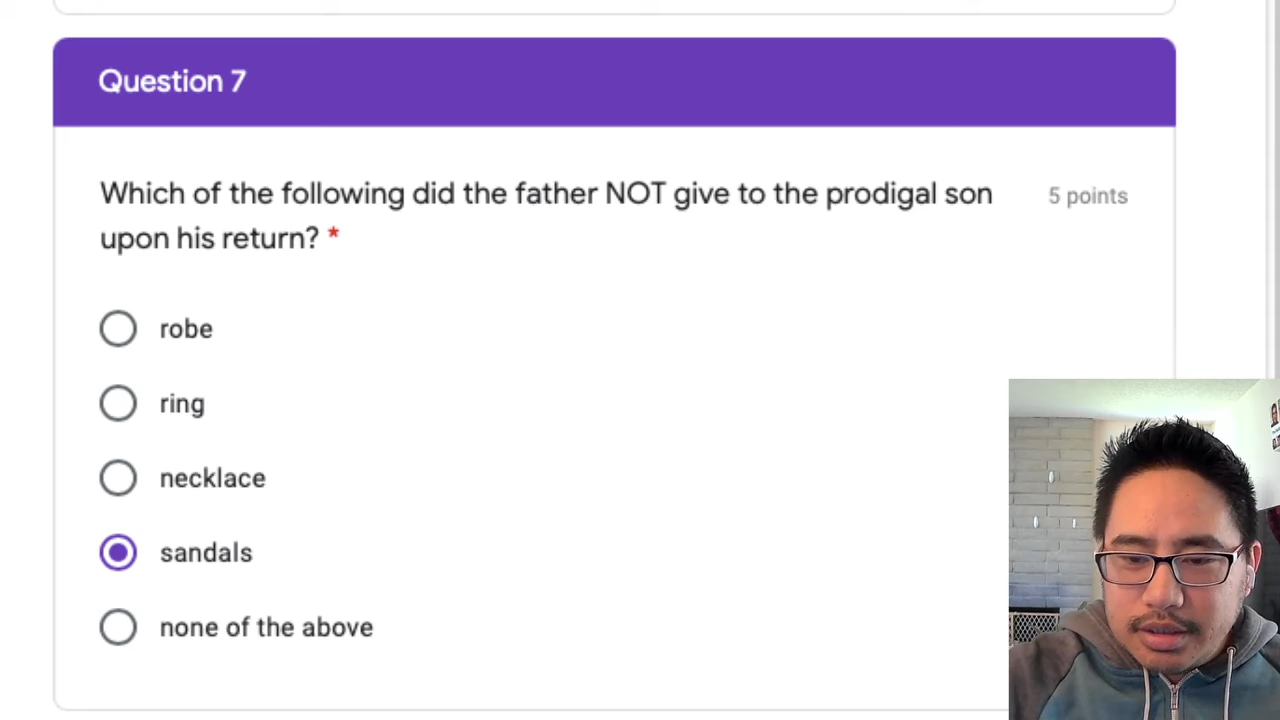 Question 7
Which of the following did the father NOT give to the prodigal son
upon his return? *
5 points
robe
ring
necklace
sandals
none of the above